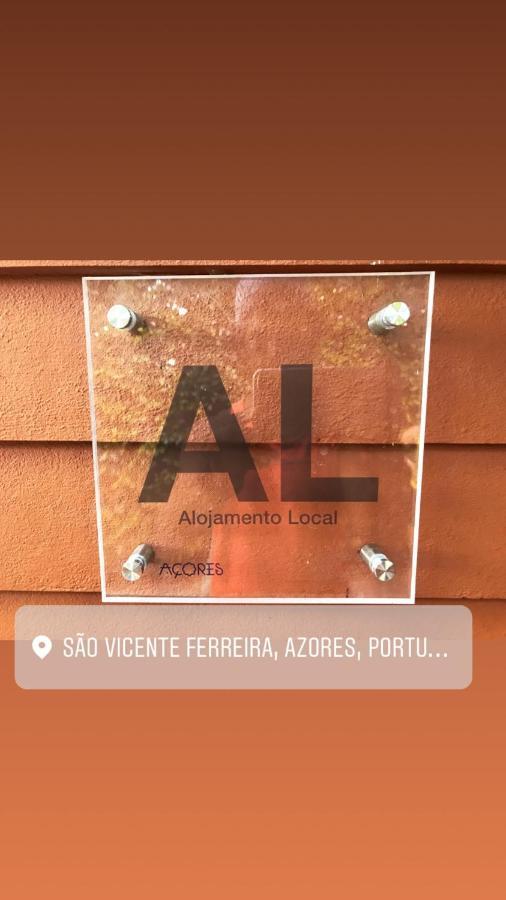 AL
Alojamento Local
AÇORES
SÃO VICENTE FERREIRA, AZORES, PORTU...